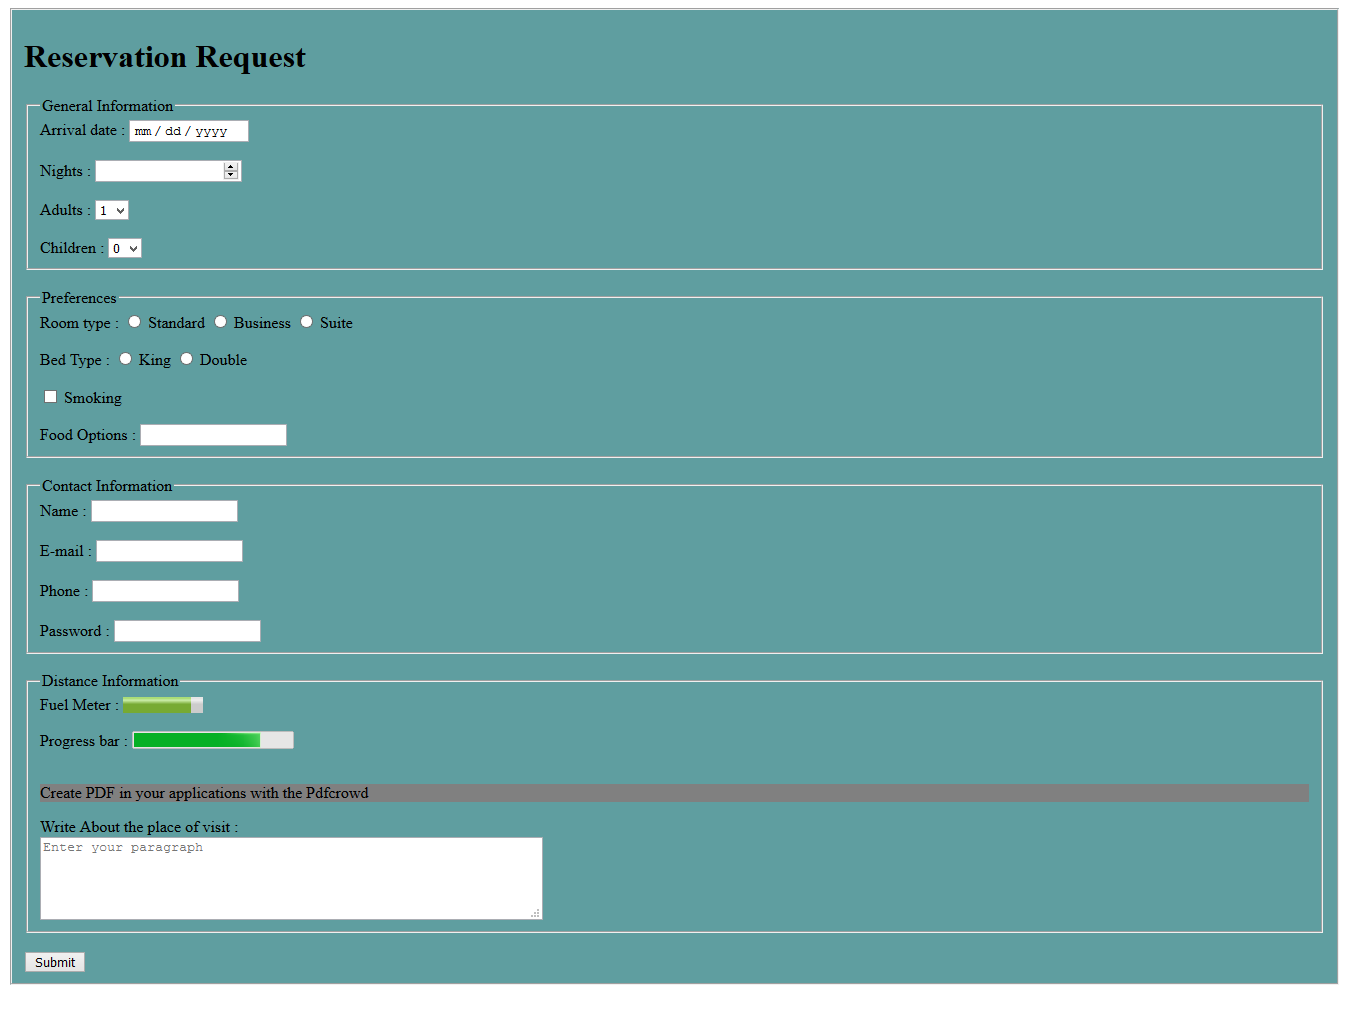 Reservation Request
General Information
Arrival date : mm / dd / yyyy
Nights :
Adults : 1
Children : 0
Preferences
Room type : Standard Business Suite
Bed Type : King Double
Smoking
Food Options :
Contact Information
Name :
E-mail :
Phone :
Password :
Distance Information
Fuel Meter :
Progress bar :
Create PDF in your applications with the Pdfcrowd
Write About the place of visit :
Enter your paragraph
Submit